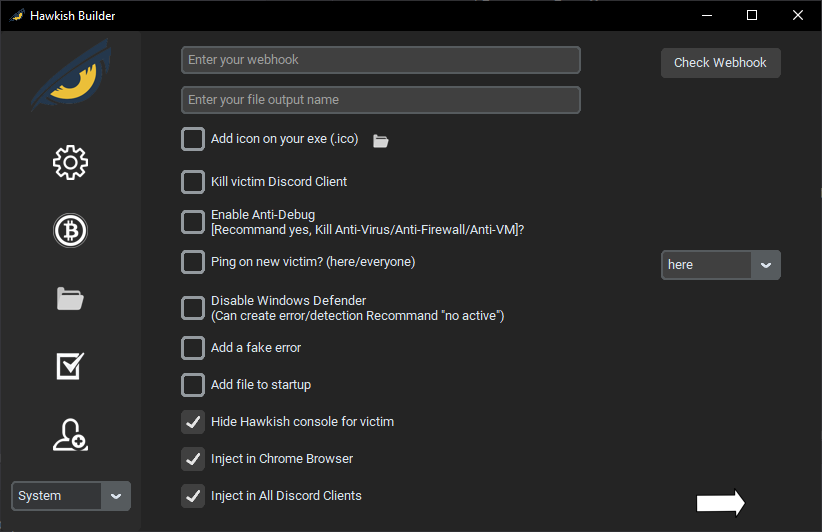 Hawkish Builder
Enter your webhook
Check Webhook
Enter your file output name
Add icon on your exe (.ico)
Kill victim Discord Client
Enable Anti-Debug
[Recommand yes, Kill Anti-Virus/Anti-Firewall/Anti-VM]?
Ping on new victim? (here/everyone)
here
Disable Windows Defender
(Can create error/detection Recommand "no active")
Add a fake error
Add file to startup
Hide Hawkish console for victim
Inject in Chrome Browser
System
Inject in All Discord Clients